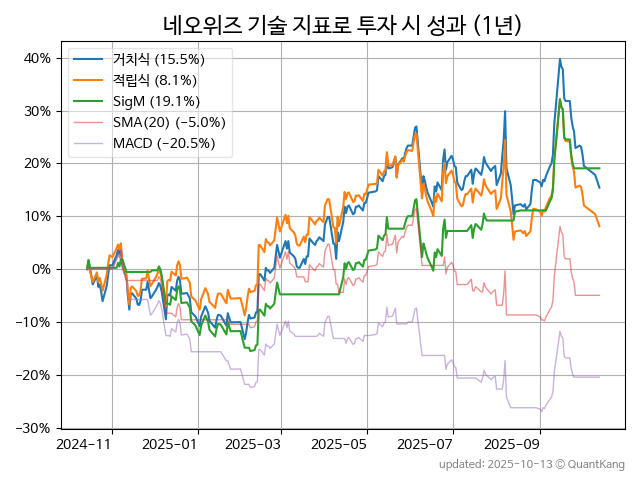 네오위즈 기술 지표로 투자 시 성과 (1년)
40%
30%
20%
10%
0%
−10%
−20%
−30%
거치식 (15.5%)
적립식 (8.1%)
SigM (19.1%)
SMA(20) (−5.0%)
MACD (−20.5%)
2024-11
2025-01
2025-03
2025-05
2025-07
2025-09
updated: 2025-10-13 © QuantKang